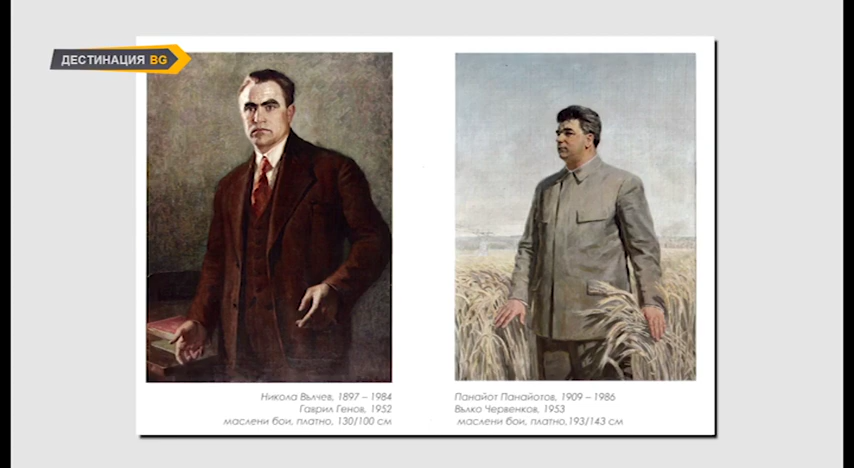 ДЕСТИНАЦИЯ BG
Никола Вълчев, 1897 – 1984
Гаврил Генов, 1952
маслени бои, платно, 130/100 см
Панайот Панайотов, 1909 – 1986
Вълко Червенков, 1953
маслени бои, платно,193/143 см